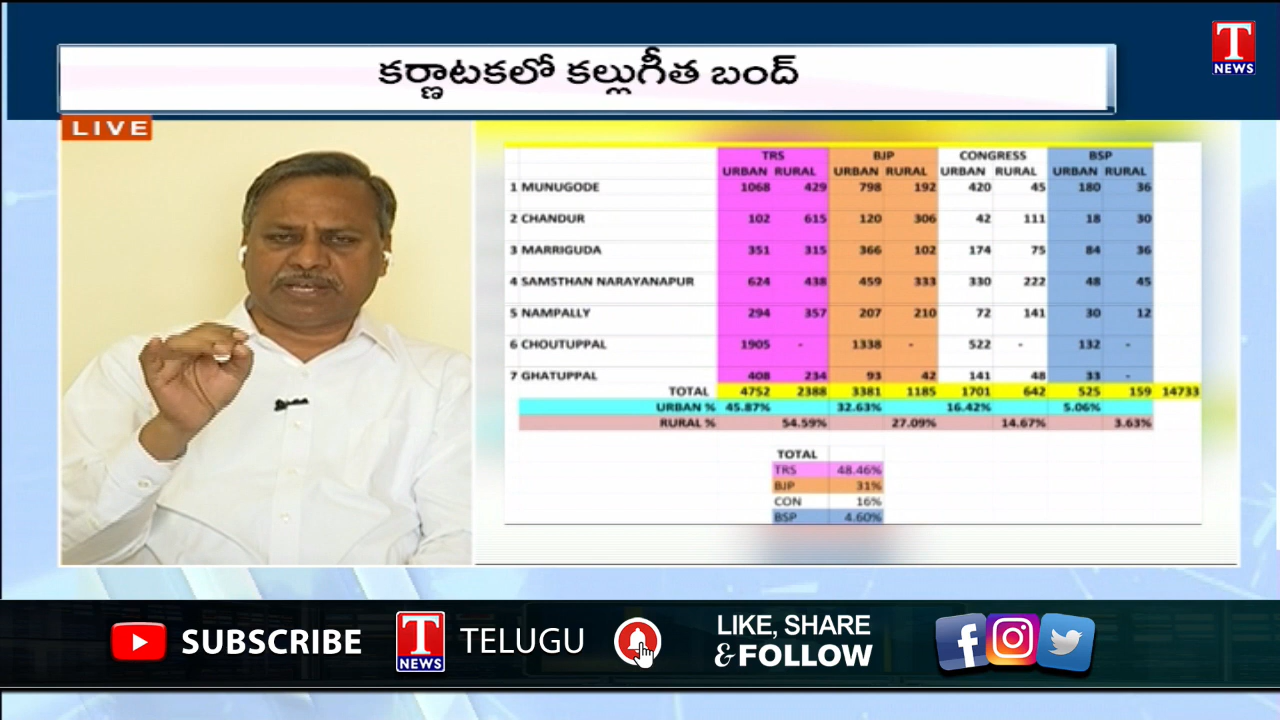 కర్ణాటకలో కల్లుగీత బంద్
T
NEWS
LIVE
TRS BJP CONGRESS BSP
URBAN RURAL URBAN RURAL URBAN RURAL URBAN RURAL
1 MUNUGODE 1068 429 798 192 420 45 180 36
2 CHANDUR 102 615 120 306 42 111 18 30
3 MARRIGUDA 351 315 366 102 174 75 84 36
4 SAMSTHAN NARAYANAPUR 624 438 459 333 330 222 48 45
5 NAMPALLY 294 357 207 210 72 141 30 12
6 CHOUTUPPAL 1905 - 1338 - 522 - 132 -
7 GHATUPPAL 408 234 93 42 141 48 33 -
TOTAL 4752 2388 3381 1185 1701 642 525 159 14733
URBAN % 45.87% 32.63% 16.42% 5.06%
RURAL % 54.59% 27.09% 14.67% 3.63%
TOTAL
TRS 48.46%
BJP 31%
CON 16%
BSP 4.60%
SUBSCRIBE T NEWS TELUGU
LIKE, SHARE
& FOLLOW